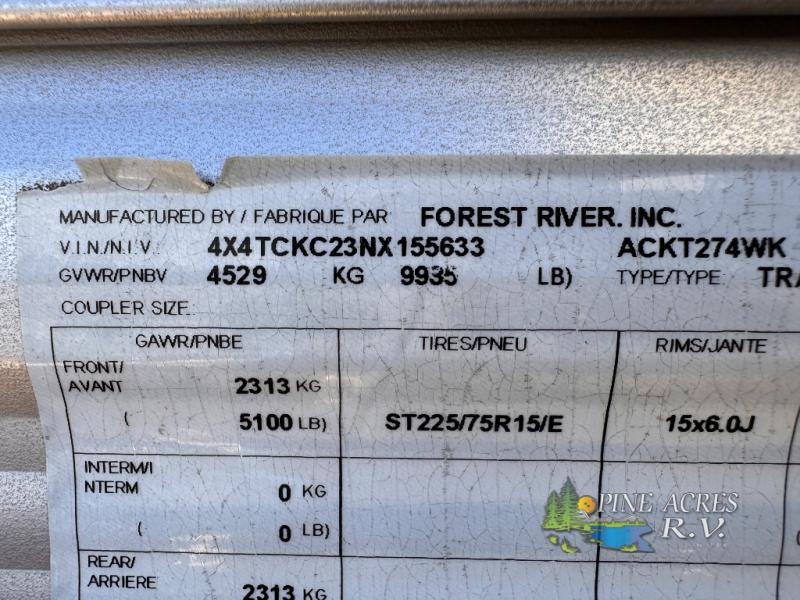 MANUFACTURED BY / FABRIQUE PAR FOREST RIVER. INC.
V.I.N./N.I.V. 4X4TCKC23NX155633 ACKT274WK
GVWR/PNBV 4529 KG 9935 LB) TYPE/TYPE TRA
COUPLER SIZE
GAWR/PNBE TIRES/PNEU RIMS/JANTE
FRONT/
AVANT 2313 KG
( 5100 LB) ST225/75R15/E 15x6.0J
INTERM/I
NTERM 0 KG
( 0 LB)
REAR/
ARRIERE
2313 KG
PINE ACRES
R.V.